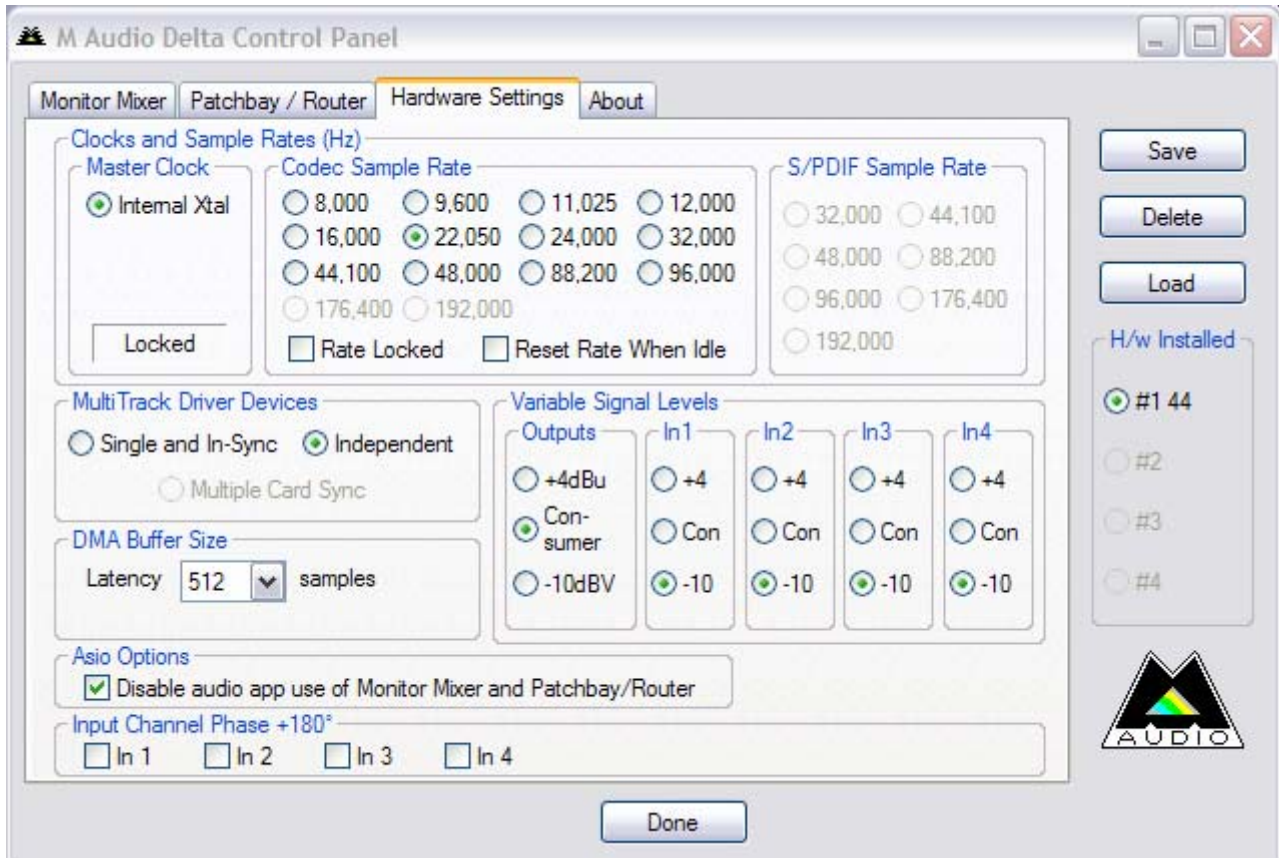 M Audio Delta Control Panel
Monitor Mixer Patchbay / Router Hardware Settings About
Clocks and Sample Rates (Hz)
Master Clock
Internal Xtal
Locked
Codec Sample Rate
8,000 9,600 11,025 12,000
16,000 22,050 24,000 32,000
44,100 48,000 88,200 96,000
176,400 192,000
Rate Locked Reset Rate When Idle
S/PDIF Sample Rate
32,000 44,100
48,000 88,200
96,000 176,400
192,000
MultiTrack Driver Devices
Single and In-Sync Independent
Multiple Card Sync
DMA Buffer Size
Latency 512 samples
Variable Signal Levels
Outputs In1 In2 In3 In4
+4dBu +4 +4 +4 +4
Con-
sumer Con Con Con Con
-10dBV -10 -10 -10 -10
Asio Options
Disable audio app use of Monitor Mixer and Patchbay/Router
Input Channel Phase +180°
In 1 In 2 In 3 In 4
Save
Delete
Load
H/w Installed
#1 44
#2
#3
#4
M
AUDIO
Done